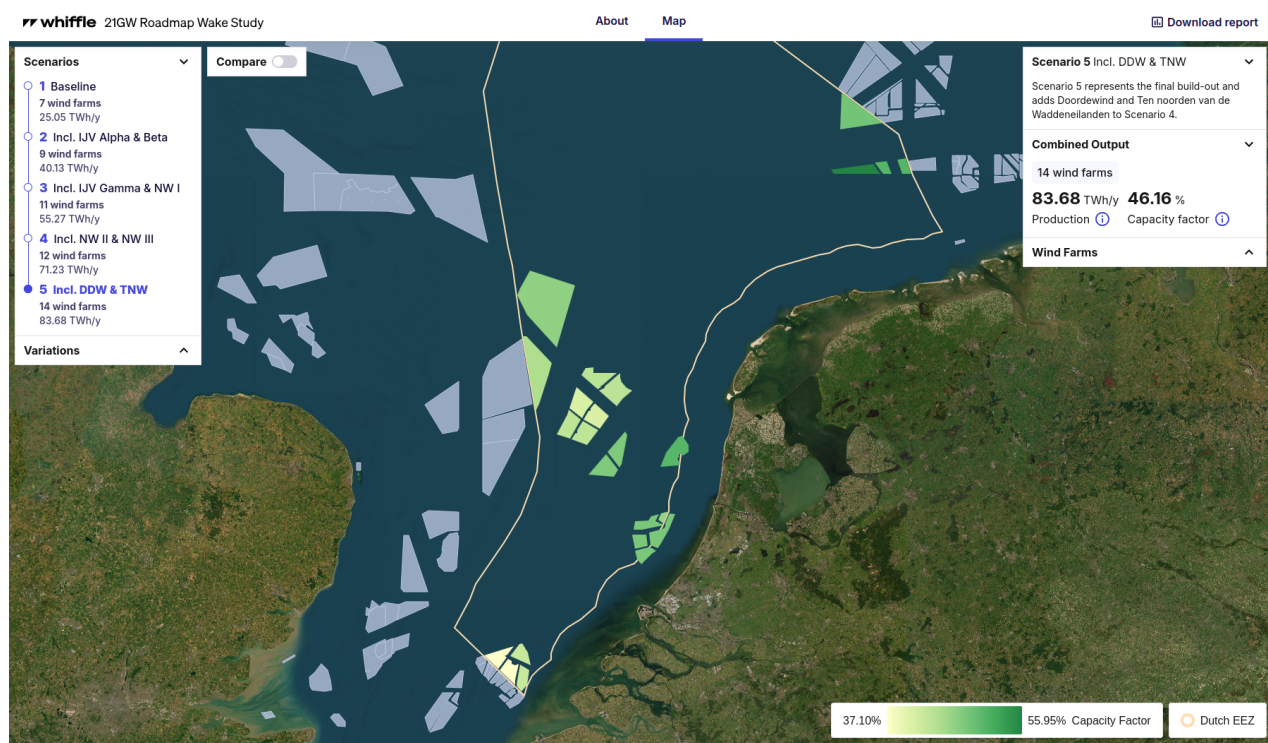 whiffle 21GW Roadmap Wake Study
About
Map
Download report
Scenarios
1 Baseline
7 wind farms
25.05 TWh/y
2 Incl. IJV Alpha & Beta
9 wind farms
40.13 TWh/y
3 Incl. IJV Gamma & NW I
11 wind farms
55.27 TWh/y
4 Incl. NW II & NW III
12 wind farms
71.23 TWh/y
5 Incl. DDW & TNW
14 wind farms
83.68 TWh/y
Variations
Compare
Scenario 5 Incl. DDW & TNW
Scenario 5 represents the final build-out and
adds Doordewind and Ten noorden van de
Waddeneilanden to Scenario 4.
Combined Output
14 wind farms
83.68 TWh/y 46.16 %
Production Capacity factor
Wind Farms
37.10% 55.95% Capacity Factor
Dutch EEZ